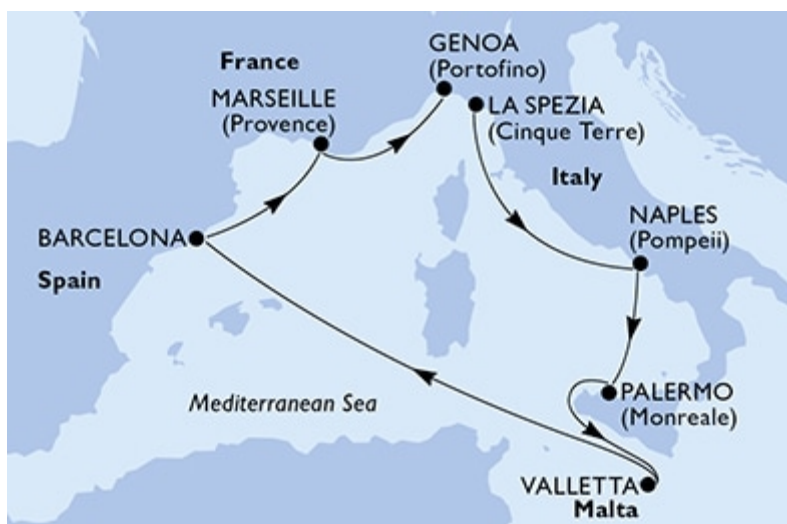 GENOA
(Portofino)
France
MARSEILLE
(Provence)
LA SPEZIA
(Cinque Terre)
Italy
NAPLES
(Pompeii)
BARCELONA
Spain
Mediterranean Sea
PALERMO
(Monreale)
VALLETTA
Malta